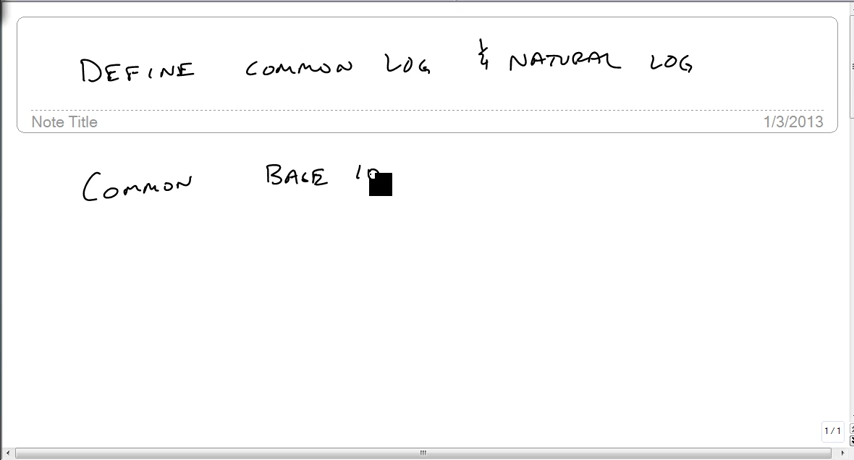 DEFINE COMMON LOG & NATURAL LOG
Note Title 1/3/2013
COMMON BASE 10
1 / 1